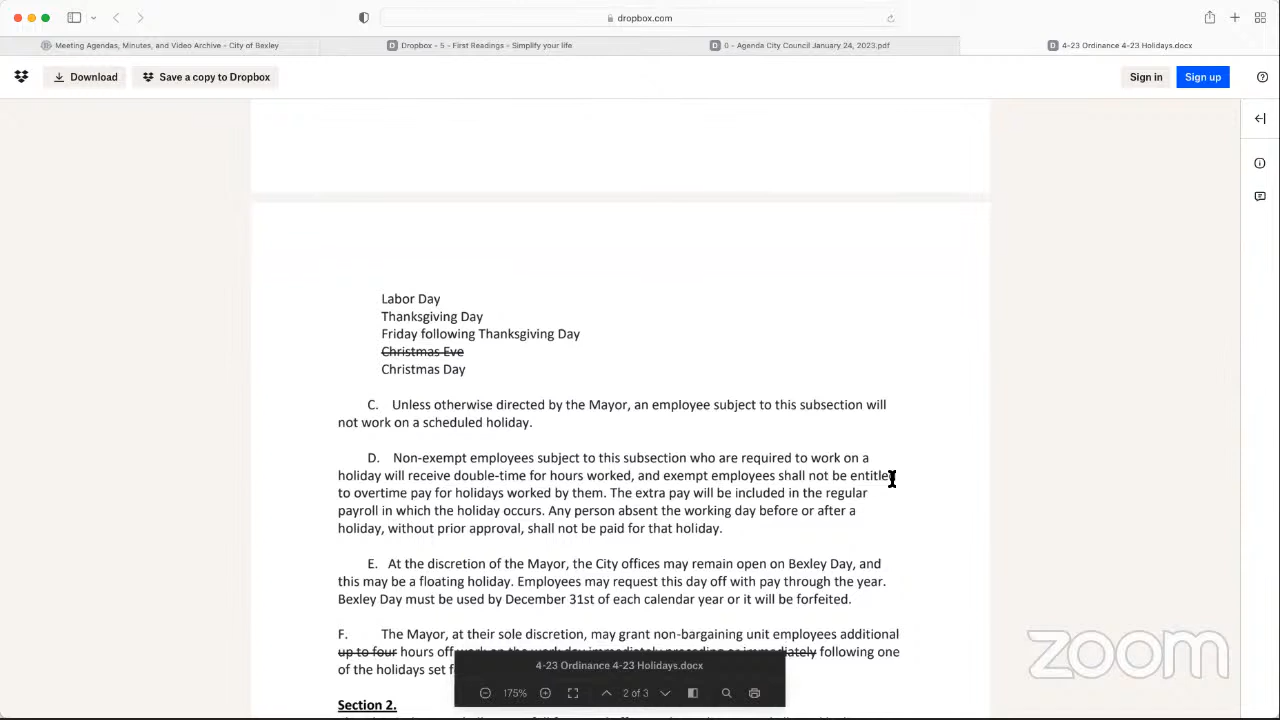 dropbox.com
Meeting Agendas, Minutes, and Video Archive - City of Bexley
Dropbox - 5 - First Readings - Simplify your life
0 - Agenda City Council January 24, 2023.pdf
4-23 Ordinance 4-23 Holidays.docx
Download
Save a copy to Dropbox
Sign in
Sign up
Labor Day
Thanksgiving Day
Friday following Thanksgiving Day
Christmas Eve
Christmas Day
C. Unless otherwise directed by the Mayor, an employee subject to this subsection will
not work on a scheduled holiday.
D. Non-exempt employees subject to this subsection who are required to work on a
holiday will receive double-time for hours worked, and exempt employees shall not be entitled
to overtime pay for holidays worked by them. The extra pay will be included in the regular
payroll in which the holiday occurs. Any person absent the working day before or after a
holiday, without prior approval, shall not be paid for that holiday.
E. At the discretion of the Mayor, the City offices may remain open on Bexley Day, and
this may be a floating holiday. Employees may request this day off with pay through the year.
Bexley Day must be used by December 31st of each calendar year or it will be forfeited.
F. The Mayor, at their sole discretion, may grant non-bargaining unit employees additional
up to four hours off work on the work day immediately preceding or immediately following one
of the holidays set
4-23 Ordinance 4-23 Holidays.docx
175%
2 of 3
Section 2.
zoom